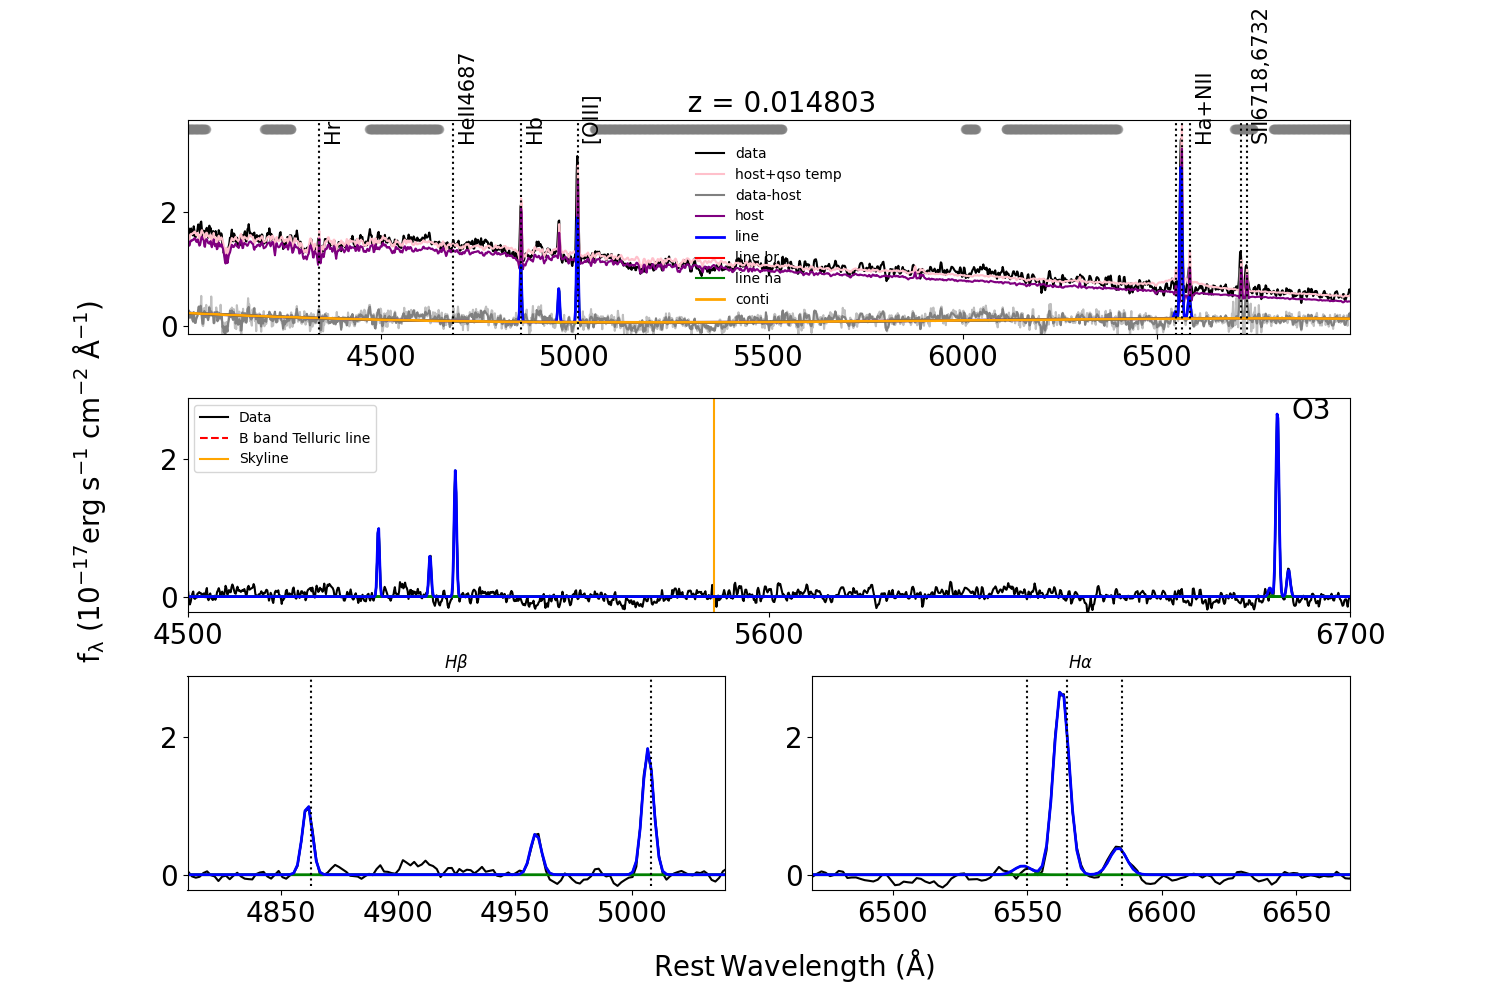 z = 0.014803
Hr
HeII4687
Hb
[OIII]
Ha+NII
SII6718,6732
data
host+qso temp
data-host
host
line
line br
line na
conti
2
0
4500
5000
5500
6000
6500
Data
B band Telluric line
Skyline
O3
2
0
4500
5600
6700
fλ (10−17erg s−1 cm−2 Å−1)
Hβ
2
0
4850
4900
4950
5000
Hα
2
0
6500
6550
6600
6650
Rest Wavelength (Å)